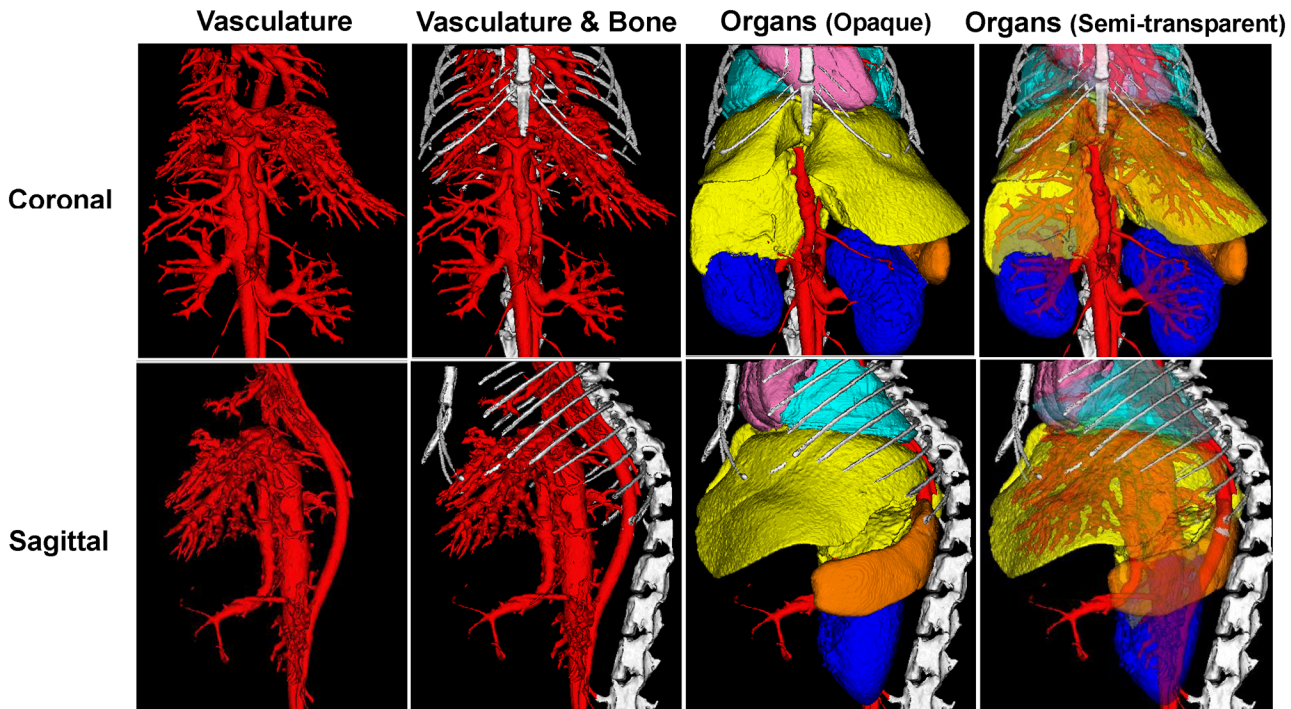 Vasculature
Vasculature & Bone
Organs (Opaque)
Organs (Semi-transparent)
Coronal
Sagittal